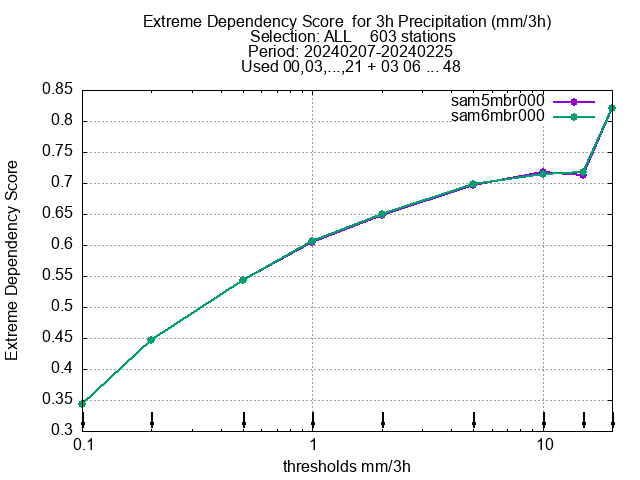 Extreme Dependency Score  for 3h Precipitation (mm/3h)
Selection: ALL    603 stations
Period: 20240207-20240225
Used 00,03,...,21 + 03 06 ... 48
sam5mbr000
sam6mbr000
Extreme Dependency Score
0.85
0.8
0.75
0.7
0.65
0.6
0.55
0.5
0.45
0.4
0.35
0.3
0.1 1 10
thresholds mm/3h